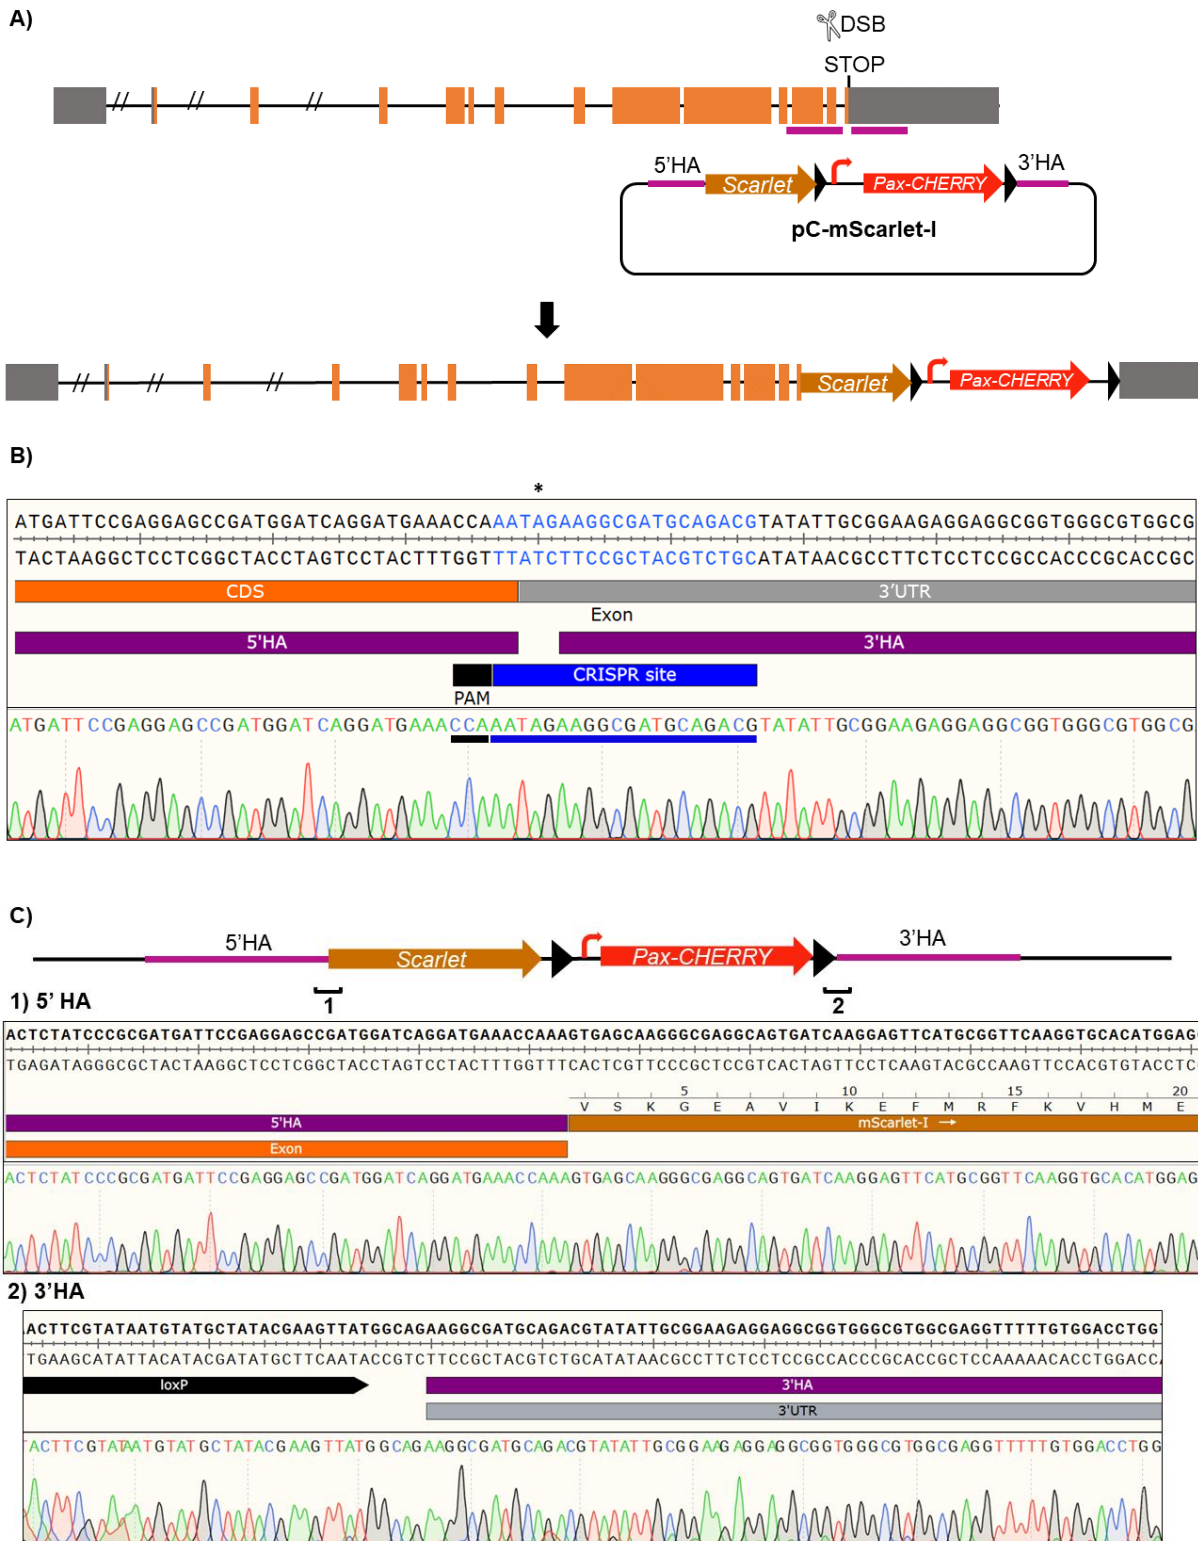 A)
DSB
STOP
5'HA
3'HA
Scarlet
Pax-CHERRY
pC-mScarlet-I
Scarlet
Pax-CHERRY
B)
*
ATGATTCCGAGGAGCCGATGGATCAGGATGAAACCAAATAGAAGGCGATGCAGACGTATATTGCGGAAGAGGAGGCGGTGGGCGTGGCG
TACTAAGGCTCCTCGGCTACCTAGTCCTACTTTGGTTTATCTTCCGCTACGTCTGCATATAACGCCTTCTCCTCCGCCACCCGCACCGC
CDS
3'UTR
Exon
5'HA
3'HA
CRISPR site
PAM
ATGATTCCGAGGAGCCGATGGATCAGGATGAAACCAAATAGAAGGCGATGCAGACGTATATTGCGGAAGAGGAGGCGGTGGGCGTGGCG
C)
5'HA
Scarlet
Pax-CHERRY
3'HA
1) 5' HA
1
2
ACTCTATCCCGCGATGATTCCGAGGAGCCGATGGATCAGGATGAAACCAAAGTGAGCAAGGGCGAGGCAGTGATCAAGGAGTTCATGCGGTTCAAGGTGCACATGGAG
TGAGATAGGGCGCTACTAAGGCTCCTCGGCTACCTAGTCCTACTTTGGTTTCACTCGTTCCCGCTCCGTCACTAGTTCCTCAAGTACGCCAAGTTCCACGTGTACCTC
5 10 15 20
V S K G E A V I K E F M R F K V H M E
5'HA
mScarlet-I →
Exon
ACTCTATCCCGCGATGATTCCGAGGAGCCGATGGATCAGGATGAAACCAAAGTGAGCAAGGGCGAGGCAGTGATCAAGGAGTTCATGCGGTTCAAGGTGCACATGGAG
2) 3'HA
ACTTCGTATAATGTATGCTATACGAAGTTATGGCAGAAGGCGATGCAGACGTATATTGCGGAAGAGGAGGCGGTGGGCGTGGCGAGGTTTTTGTGGACCTGG
TGAAGCATATTACATACGATATGCTTCAATACCGTCTTCCGCTACGTCTGCATATAACGCCTTCTCCTCCGCCACCCGCACCGCTCCAAAAACACCTGGACC
loxP
3'HA
3'UTR
TACTTCGTATAATGTATGCTATACGAAGTTATGGCAGAAGGCGATGCAGACGTATATTGCGGAAGAGGAGGCGGTGGGCGTGGCGAGGTTTTTGTGGACCTGG